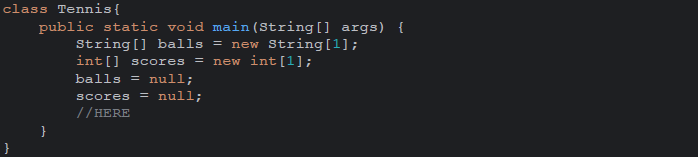 class Tennis{
    public static void main(String[] args) {
        String[] balls = new String[1];
        int[] scores = new int[1];
        balls = null;
        scores = null;
        //HERE
    }
}